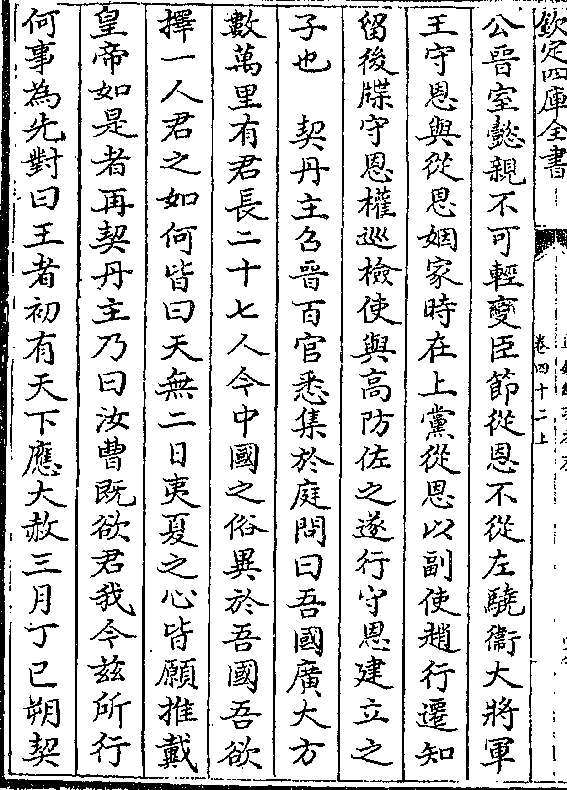 欽定四庫全書
卷四十二上
公晉室懿親不可輕變臣節從恩不從左驍衞大將軍
王守恩與從恩姻家時在上黨從恩以副使趙行遷知
留後牒守恩權巡檢使與高防佐之遂行守恩建立之
子也　契丹主召晉百官悉集於庭問曰吾國廣大方
數萬里有君長二十七人今中國之俗異於吾國吾欲
擇一人君之如何皆曰天無二日夷夏之心皆願推戴
皇帝如是者再契丹主乃曰汝曹既欲君我今兹所行
何事為先對曰王者初有天下應大赦三月丁巳朔契